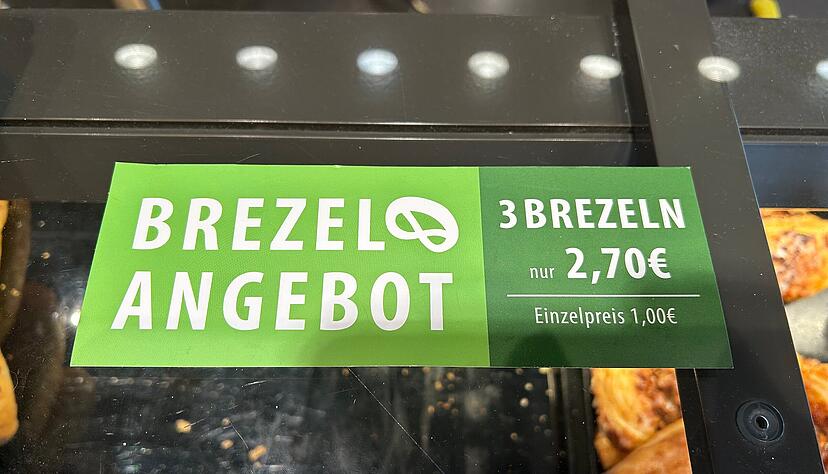 BREZEL
ANGEBOT
3 BREZELN
nur 2,70€
Einzelpreis 1,00€